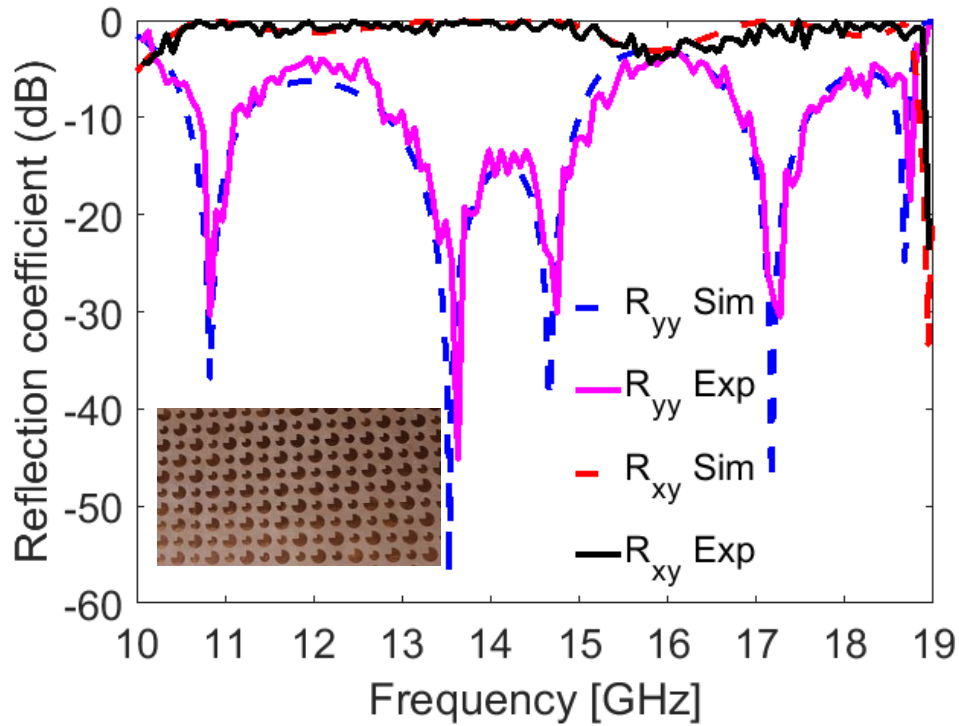 Reflection coefficient (dB)
0
-10
-20
-30
-40
-50
-60
R_yy Sim
R_yy Exp
R_xy Sim
R_xy Exp
10 11 12 13 14 15 16 17 18 19
Frequency [GHz]